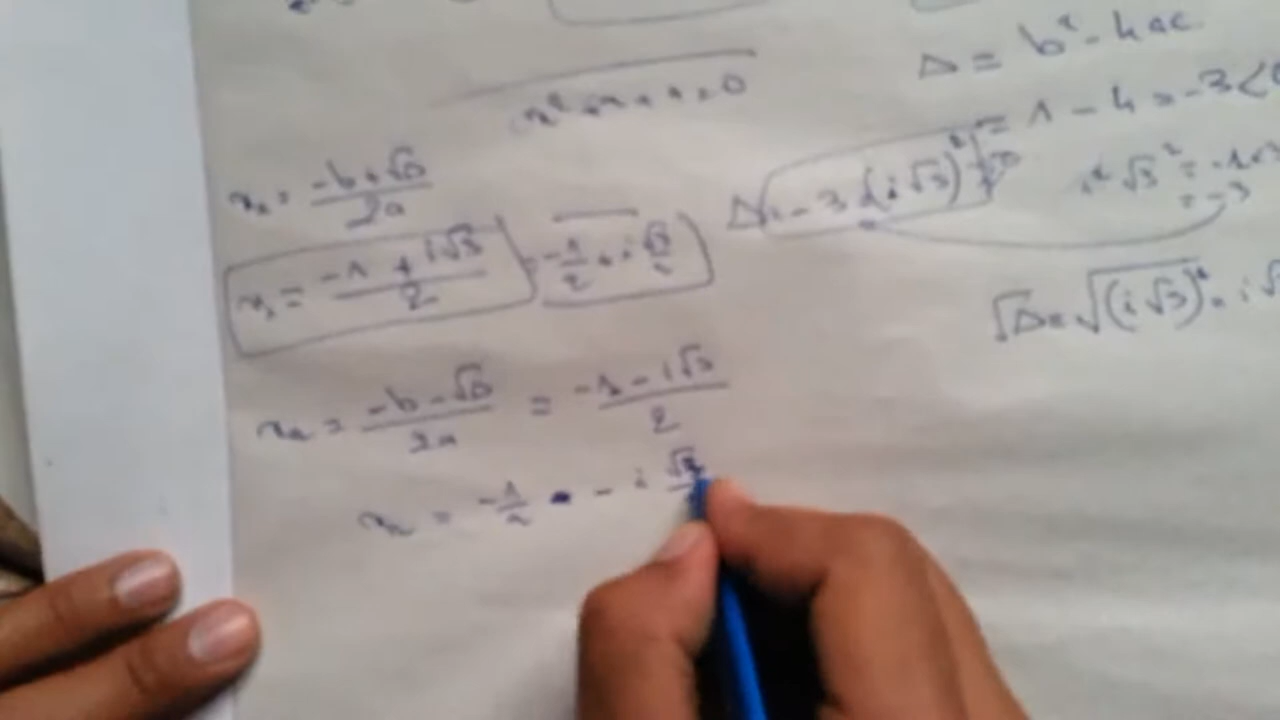 x² + x + 1 = 0
x₁ = (-b + √Δ) / 2a
x₁ = (-1 + i√3) / 2 = -1/2 + i √3/2
x₂ = (-b - √Δ) / 2a = (-1 - i√3) / 2
x₂ = -1/2 - i √3
Δ = b² - 4ac
= 1 - 4 = -3 < 0
Δ = -3 = (i√3)²
i² √3² = -1 × 3
= -3
√Δ = √(i√3)² = i√